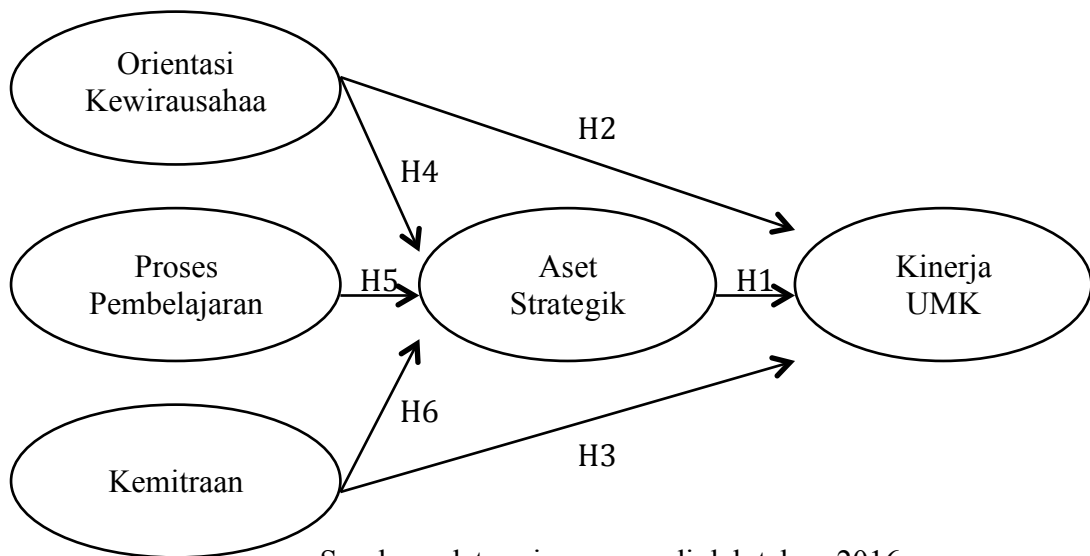 Orientasi
Kewirausahaa
H2
H4
Proses
Pembelajaran
H5
Aset
Strategik
H1
Kinerja
UMK
H6
H3
Kemitraan